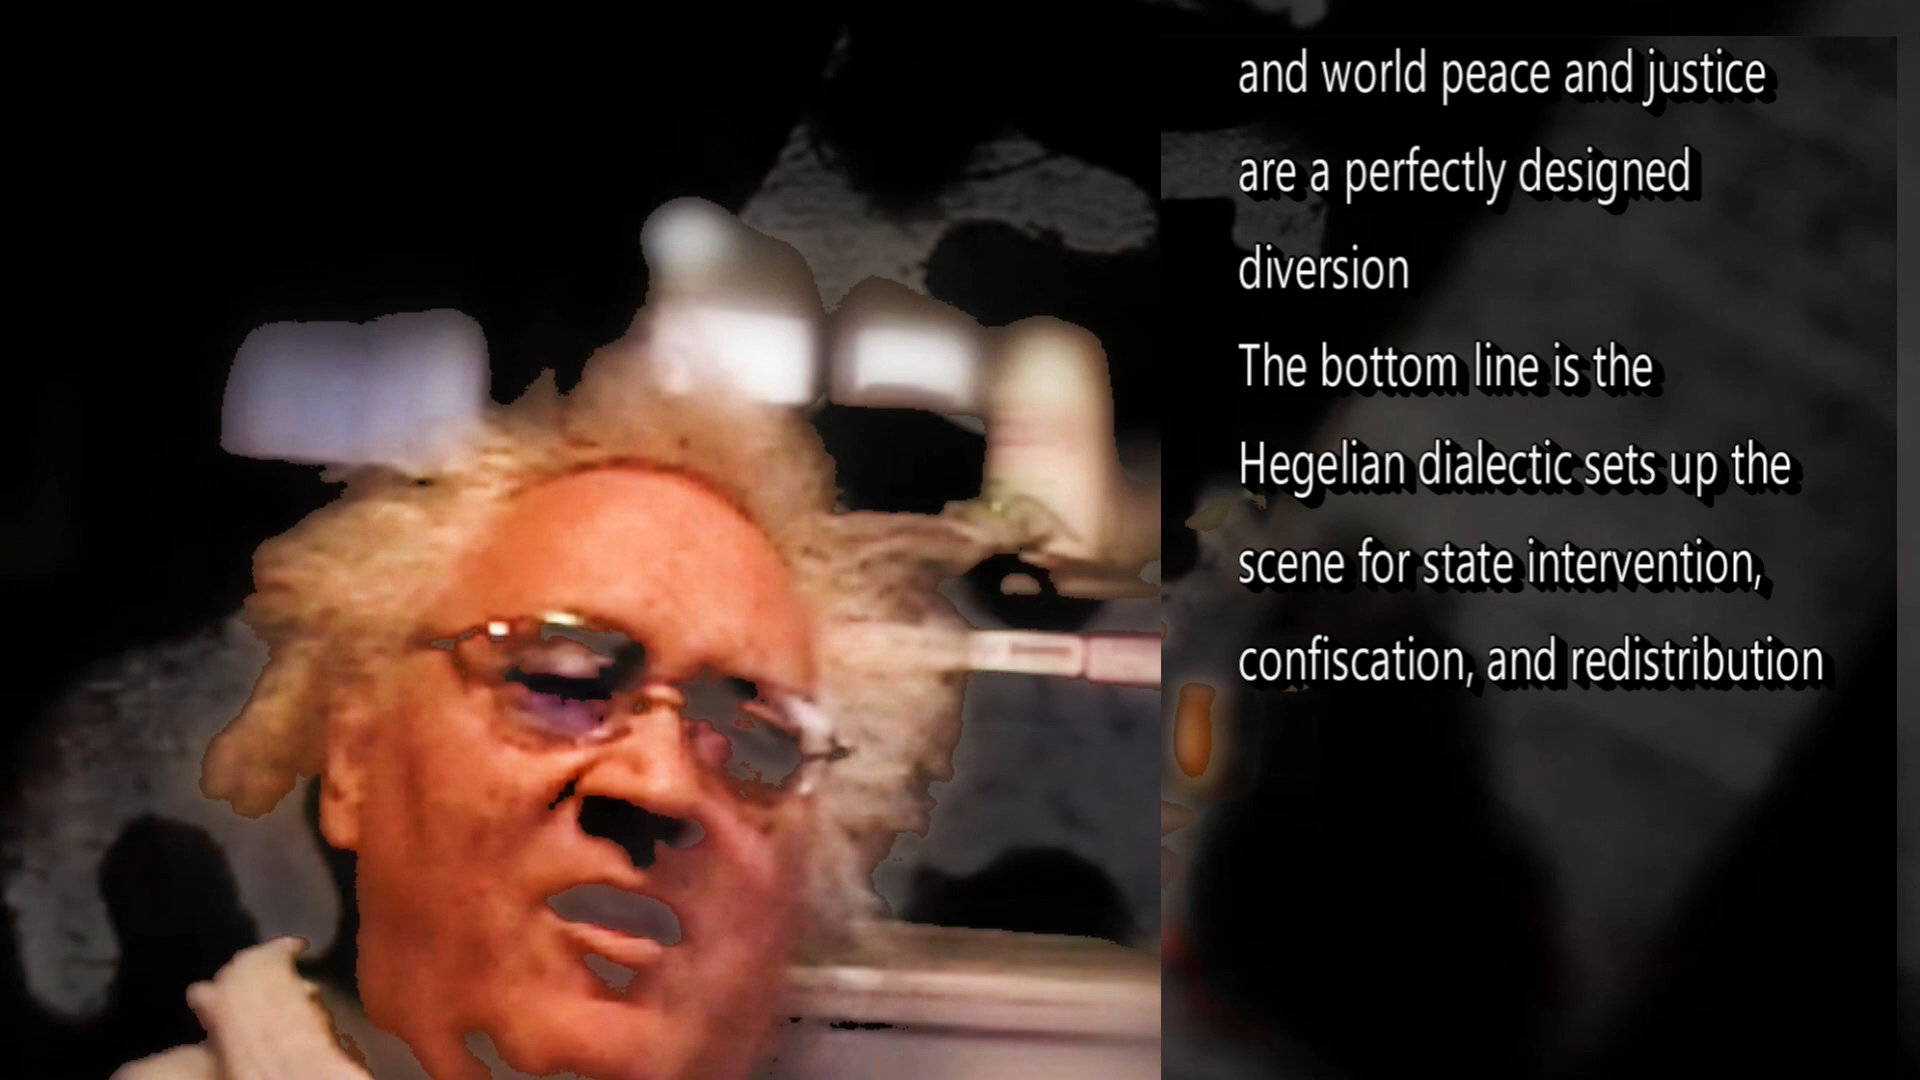 and world peace and justice
are a perfectly designed
diversion
The bottom line is the
Hegelian dialectic sets up the
scene for state intervention,
confiscation, and redistribution